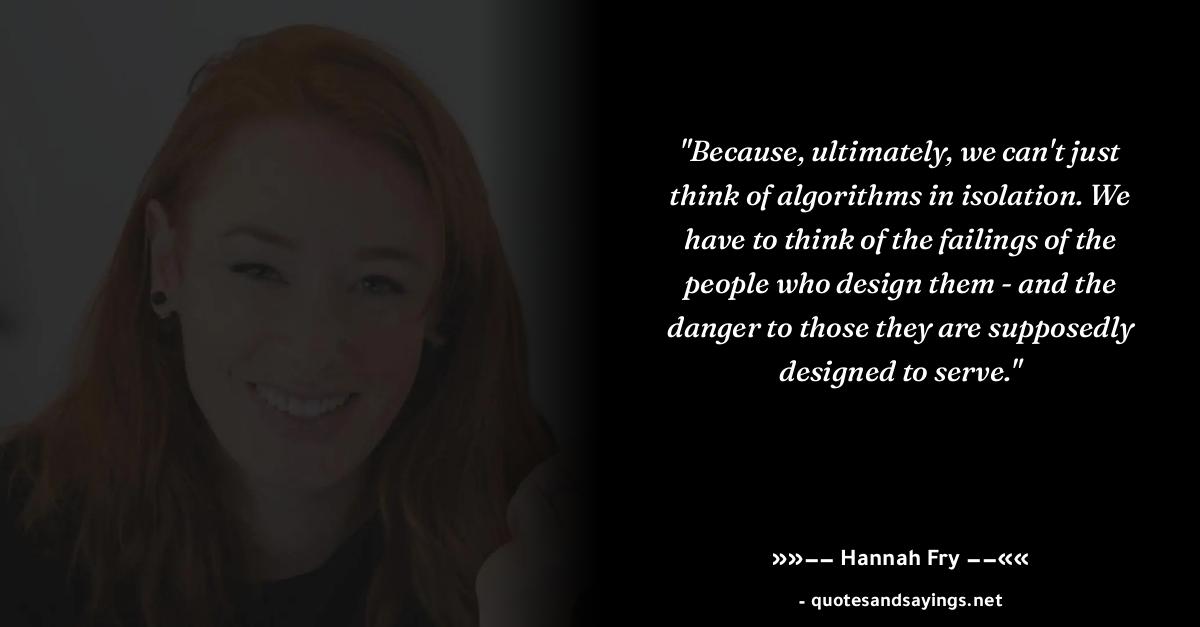 "Because, ultimately, we can't just
think of algorithms in isolation. We
have to think of the failings of the
people who design them - and the
danger to those they are supposedly
designed to serve."
»»−− Hannah Fry −−««
- quotesandsayings.net